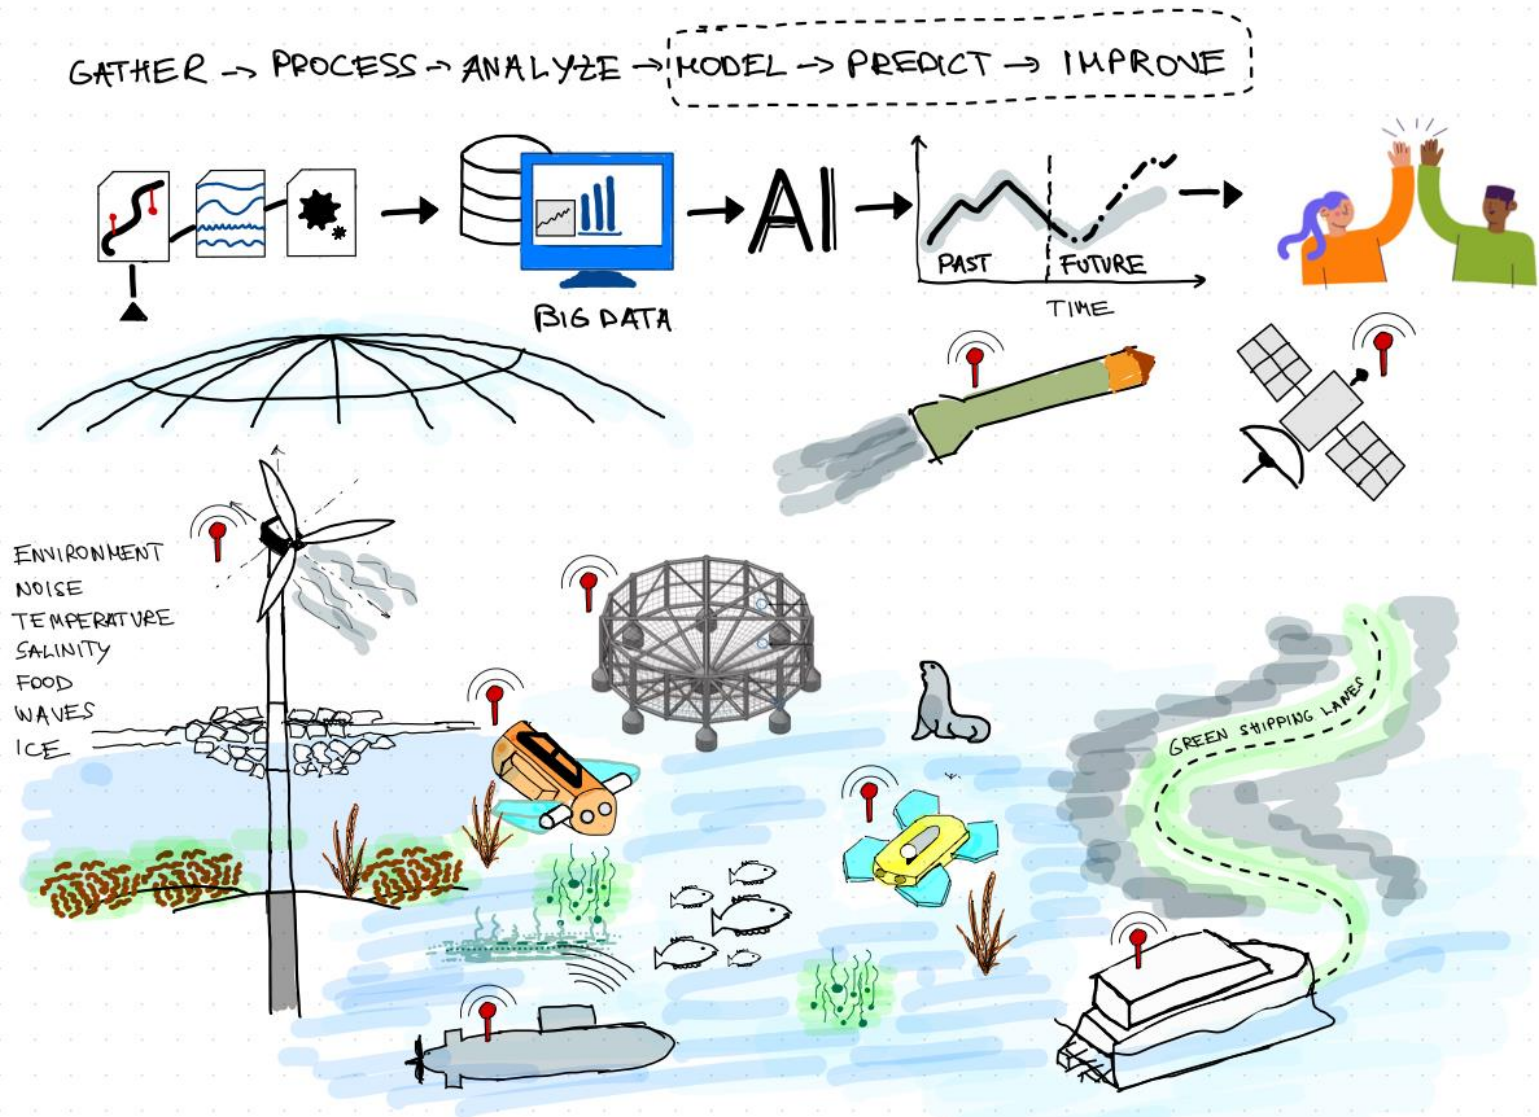 GATHER -> PROCESS -> ANALYZE -> MODEL -> PREDICT -> IMPROVE
BIG DATA
AI
PAST
FUTURE
TIME
ENVIRONMENT
NOISE
TEMPERATURE
SALINITY
FOOD
WAVES
ICE
GREEN SHIPPING LANES